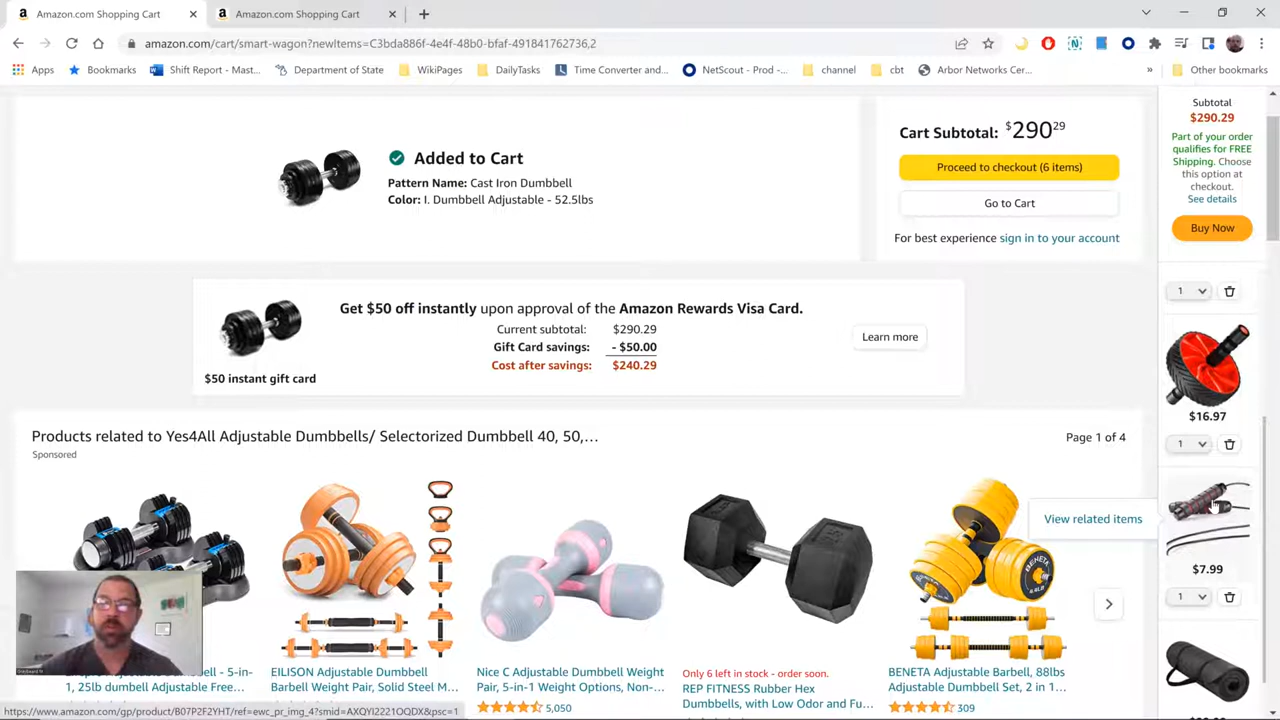 Amazon.com Shopping Cart
Amazon.com Shopping Cart
amazon.com/cart/smart-wagon?newItems=C3bda886f-4e4f-48b0-bfaf-491841762736,2
Apps
Bookmarks
Shift Report - Mast...
Department of State
WikiPages
DailyTasks
Time Converter and...
NetScout - Prod -...
channel
cbt
Arbor Networks Cer...
»
Other bookmarks
Added to Cart
Pattern Name: Cast Iron Dumbbell
Color: I. Dumbbell Adjustable - 52.5lbs
Cart Subtotal: $290.29
Proceed to checkout (6 items)
Go to Cart
For best experience sign in to your account
Subtotal
$290.29
Part of your order
qualifies for FREE
Shipping. Choose
this option at
checkout.
See details
Buy Now
1
$16.97
1
View related items
$7.99
1
Get $50 off instantly upon approval of the Amazon Rewards Visa Card.
Current subtotal: $290.29
Gift Card savings: - $50.00
Cost after savings: $240.29
$50 instant gift card
Learn more
Products related to Yes4All Adjustable Dumbbells/ Selectorized Dumbbell 40, 50,...
Sponsored
Page 1 of 4
BENETA
- 5-in-
1, 25lb dumbell Adjustable Free...
EILISON Adjustable Dumbbell
Barbell Weight Pair, Solid Steel M...
Nice C Adjustable Dumbbell Weight
Pair, 5-in-1 Weight Options, Non-...
5,050
Only 6 left in stock - order soon.
REP FITNESS Rubber Hex
Dumbbells, with Low Odor and Fu...
BENETA Adjustable Barbell, 88lbs
Adjustable Dumbbell Set, 2 in 1...
309
https://www.amazon.com/gp/product/B07P2F2YHT/ref=ewc_pr_img_4?smid=AXQYI2221OQDX&psc=1